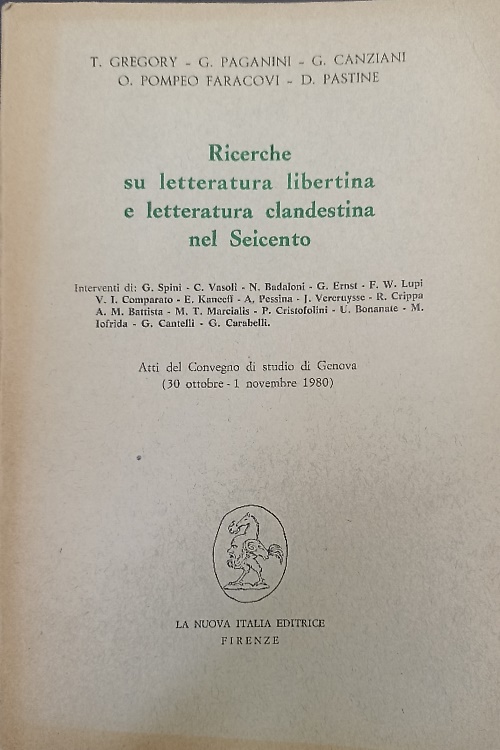 T. GREGORY - G. PAGANINI - G. CANZIANI
O. POMPEO FARACOVI - D. PASTINE
Ricerche
su letteratura libertina
e letteratura clandestina
nel Seicento
Interventi di: G. Spini - C. Vasoli - N. Badaloni - G. Ernst - F. W. Lupi
V. I. Comparato - E. Kanceff - A. Pessina - J. Vercruysse - R. Crippa
A. M. Battista - M. T. Marcialis - P. Cristofolini - U. Bonanate - M.
Iofrida - G. Cantelli - G. Carabelli.
Atti del Convegno di studio di Genova
(30 ottobre - 1 novembre 1980)
LA NUOVA ITALIA EDITRICE
FIRENZE